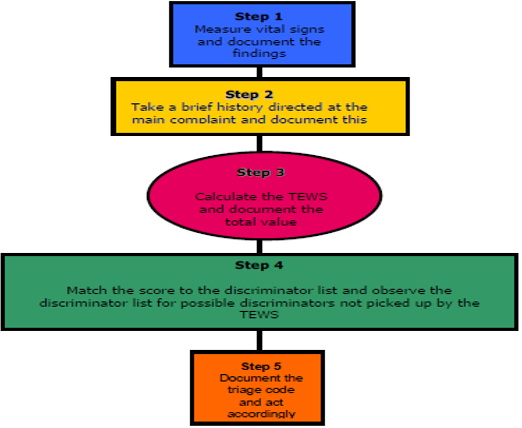 Step 1
Measure vital signs
and document the
findings
Step 2
Take a brief history directed at the
main complaint and document this
Step 3
Calculate the TEWS
and document the
total value
Step 4
Match the score to the discriminator list and observe the
discriminator list for possible discriminators not picked up by the
TEWS
Step 5
Document the
triage code
and act
accordingly